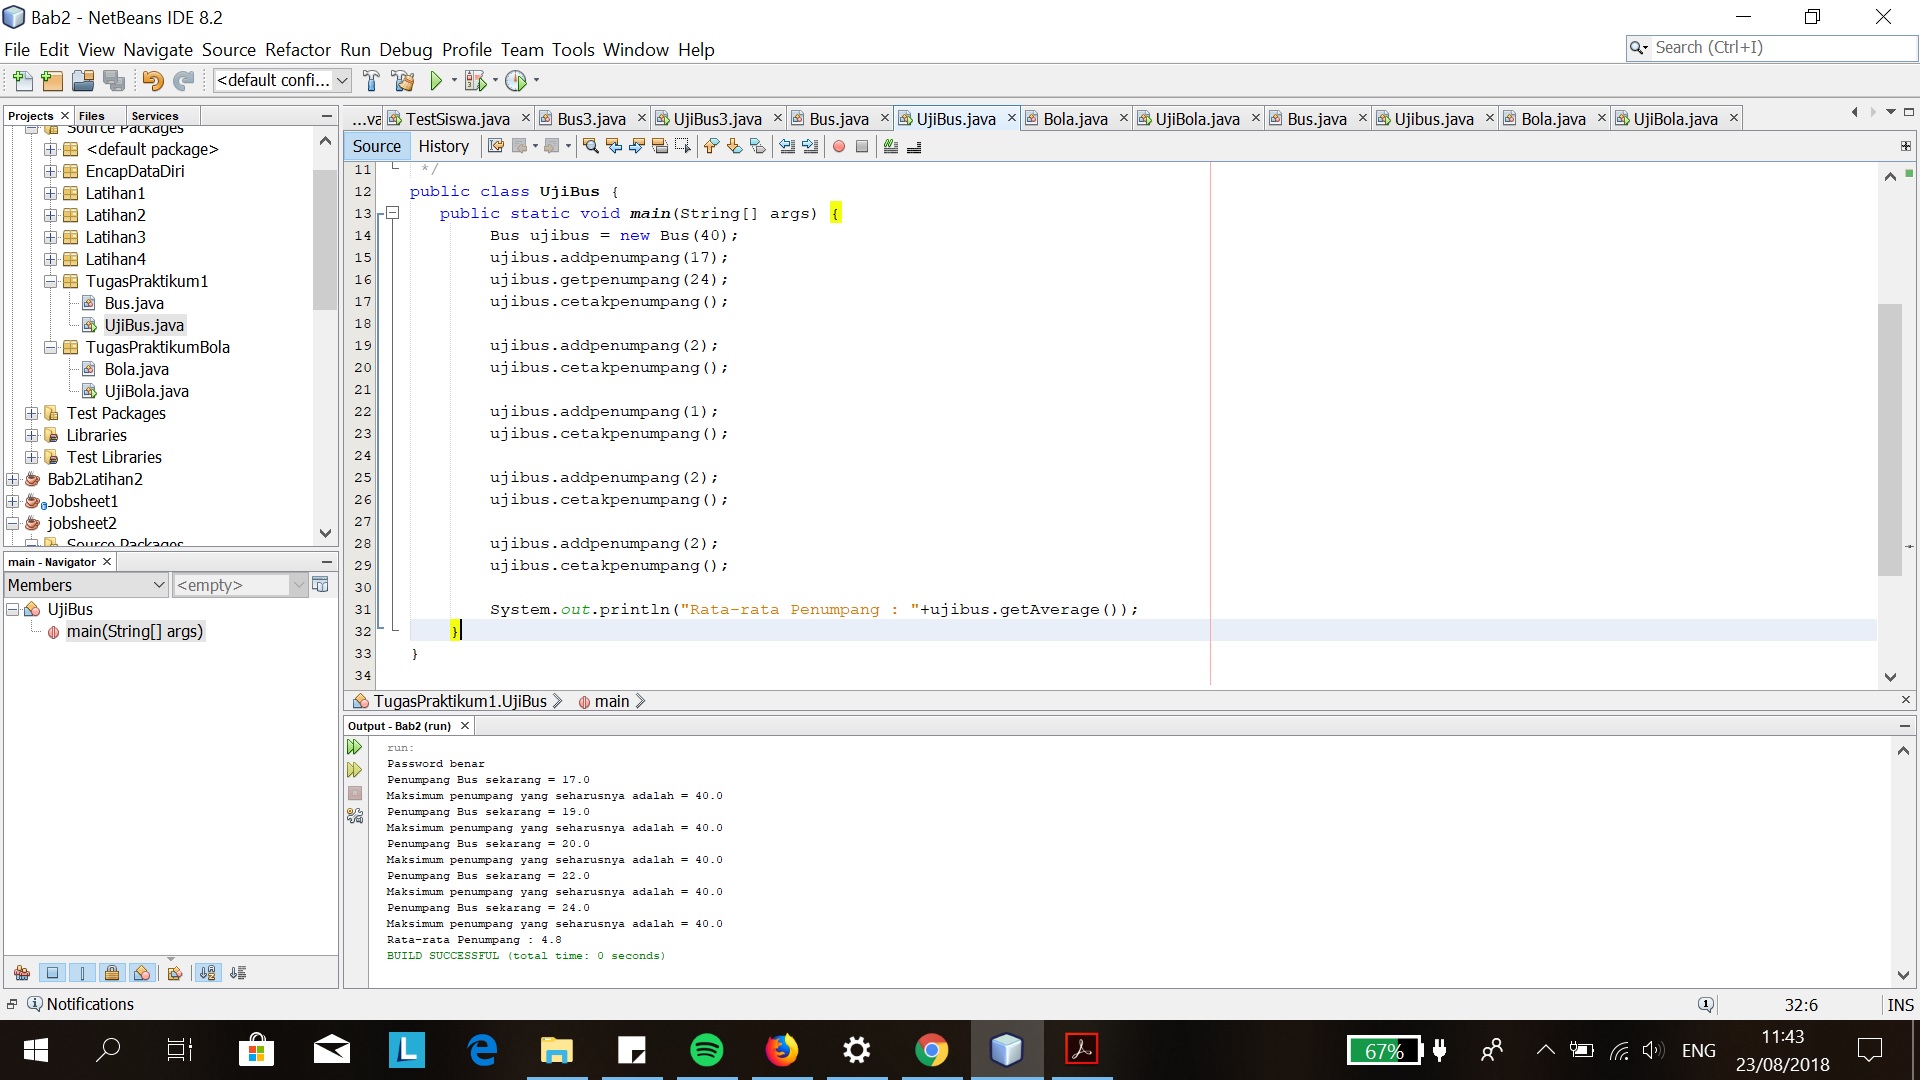 Bab2 - NetBeans IDE 8.2
File Edit View Navigate Source Refactor Run Debug Profile Team Tools Window Help
Search (Ctrl+I)
<default confi...
Projects Files Services
...va TestSiswa.java Bus3.java UjiBus3.java Bus.java UjiBus.java Bola.java UjiBola.java Bus.java Ujibus.java Bola.java UjiBola.java
Source History
Source Packages
<default package>
EncapDataDiri
Latihan1
Latihan2
Latihan3
Latihan4
TugasPraktikum1
Bus.java
UjiBus.java
TugasPraktikumBola
Bola.java
UjiBola.java
Test Packages
Libraries
Test Libraries
Bab2Latihan2
Jobsheet1
jobsheet2
Source Packages
main - Navigator
Members <empty>
UjiBus
main(String[] args)
11 */
12 public class UjiBus {
13 public static void main(String[] args) {
14 Bus ujibus = new Bus(40);
15 ujibus.addpenumpang(17);
16 ujibus.getpenumpang(24);
17 ujibus.cetakpenumpang();
18
19 ujibus.addpenumpang(2);
20 ujibus.cetakpenumpang();
21
22 ujibus.addpenumpang(1);
23 ujibus.cetakpenumpang();
24
25 ujibus.addpenumpang(2);
26 ujibus.cetakpenumpang();
27
28 ujibus.addpenumpang(2);
29 ujibus.cetakpenumpang();
30
31 System.out.println("Rata-rata Penumpang : "+ujibus.getAverage());
32 }
33 }
34
TugasPraktikum1.UjiBus main
Output - Bab2 (run)
run:
Password benar
Penumpang Bus sekarang = 17.0
Maksimum penumpang yang seharusnya adalah = 40.0
Penumpang Bus sekarang = 19.0
Maksimum penumpang yang seharusnya adalah = 40.0
Penumpang Bus sekarang = 20.0
Maksimum penumpang yang seharusnya adalah = 40.0
Penumpang Bus sekarang = 22.0
Maksimum penumpang yang seharusnya adalah = 40.0
Penumpang Bus sekarang = 24.0
Maksimum penumpang yang seharusnya adalah = 40.0
Rata-rata Penumpang : 4.8
BUILD SUCCESSFUL (total time: 0 seconds)
Notifications
32:6 INS
67% ENG
11:43
23/08/2018